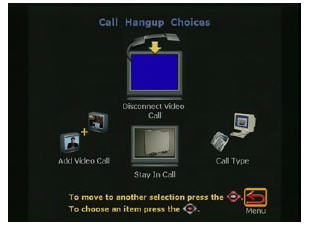 Call Hangup Choices
Disconnect Video
Call
Add Video Call
Stay In Call
Call Type
To move to another selection press the
To choose an item press the
Menu